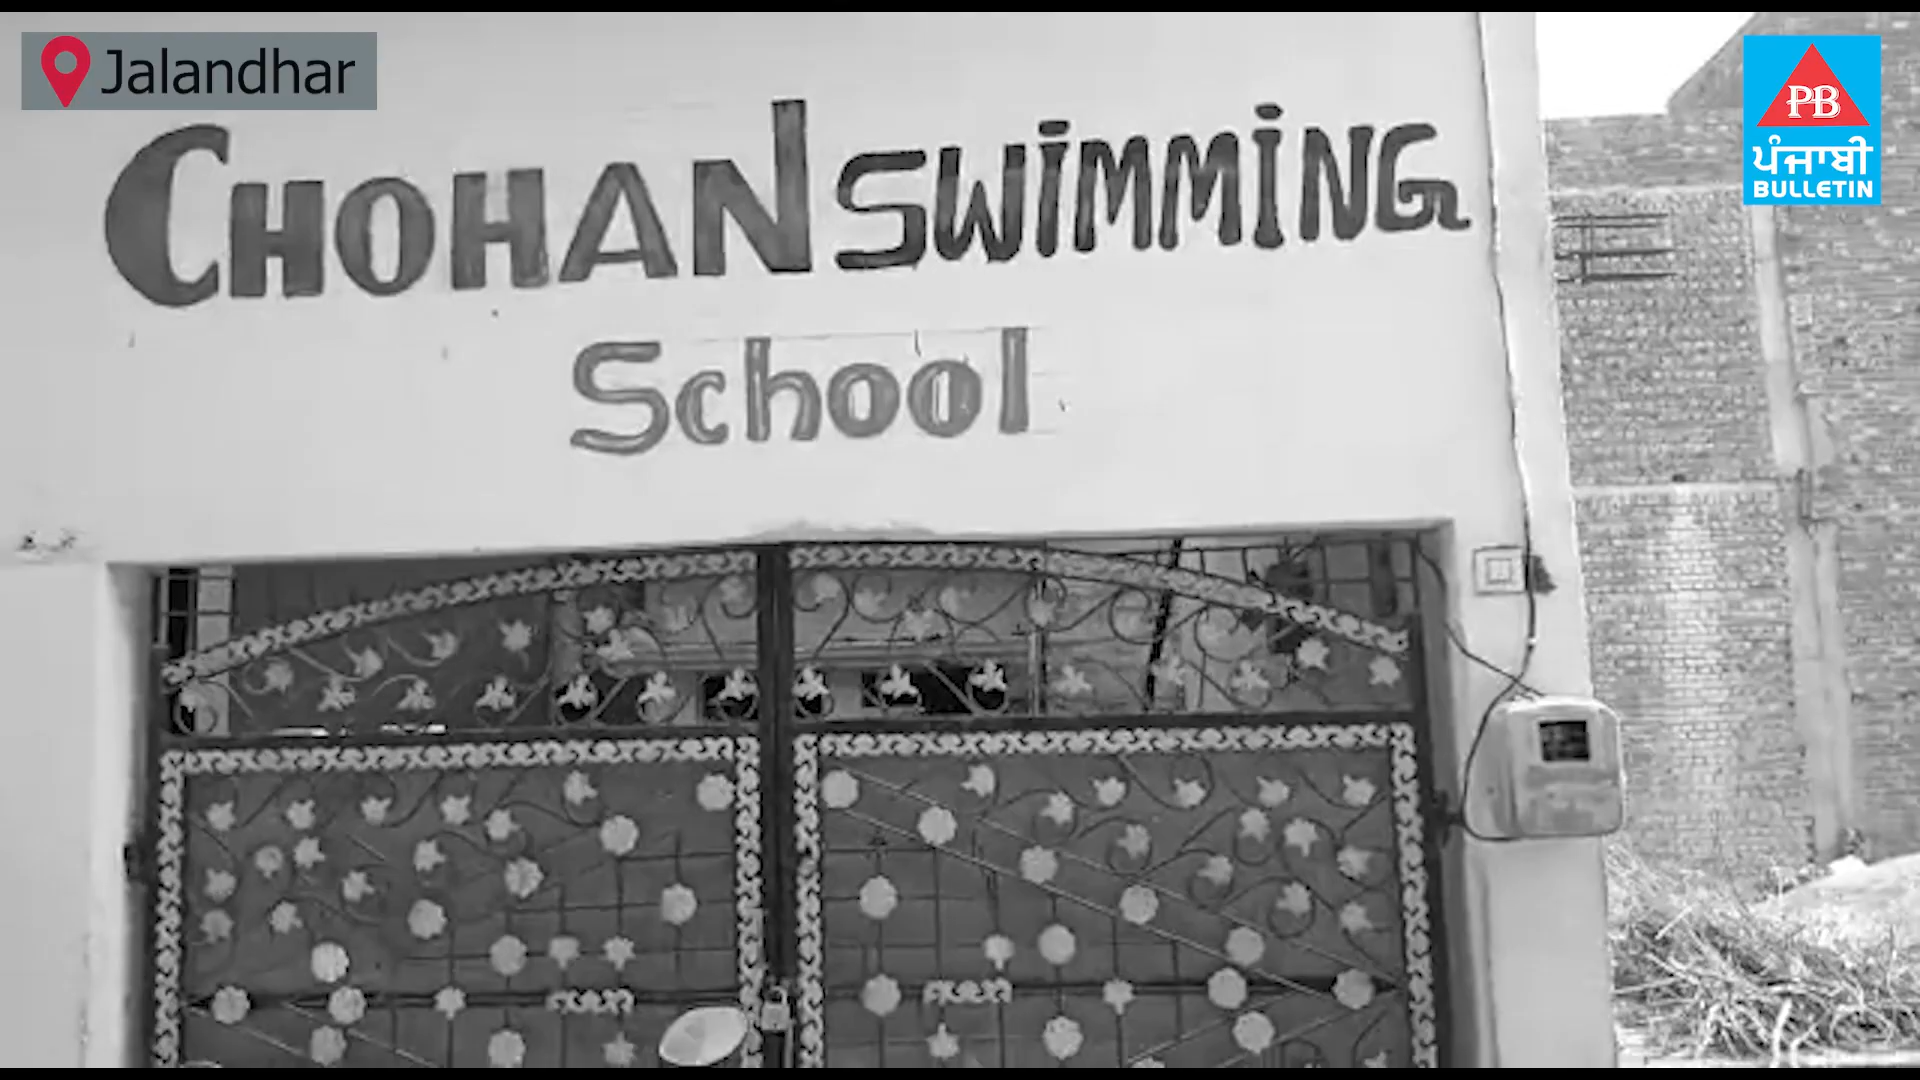 Jalandhar
PB
ਪੰਜਾਬੀ
BULLETIN
CHOHAN SWiMMiNG
School